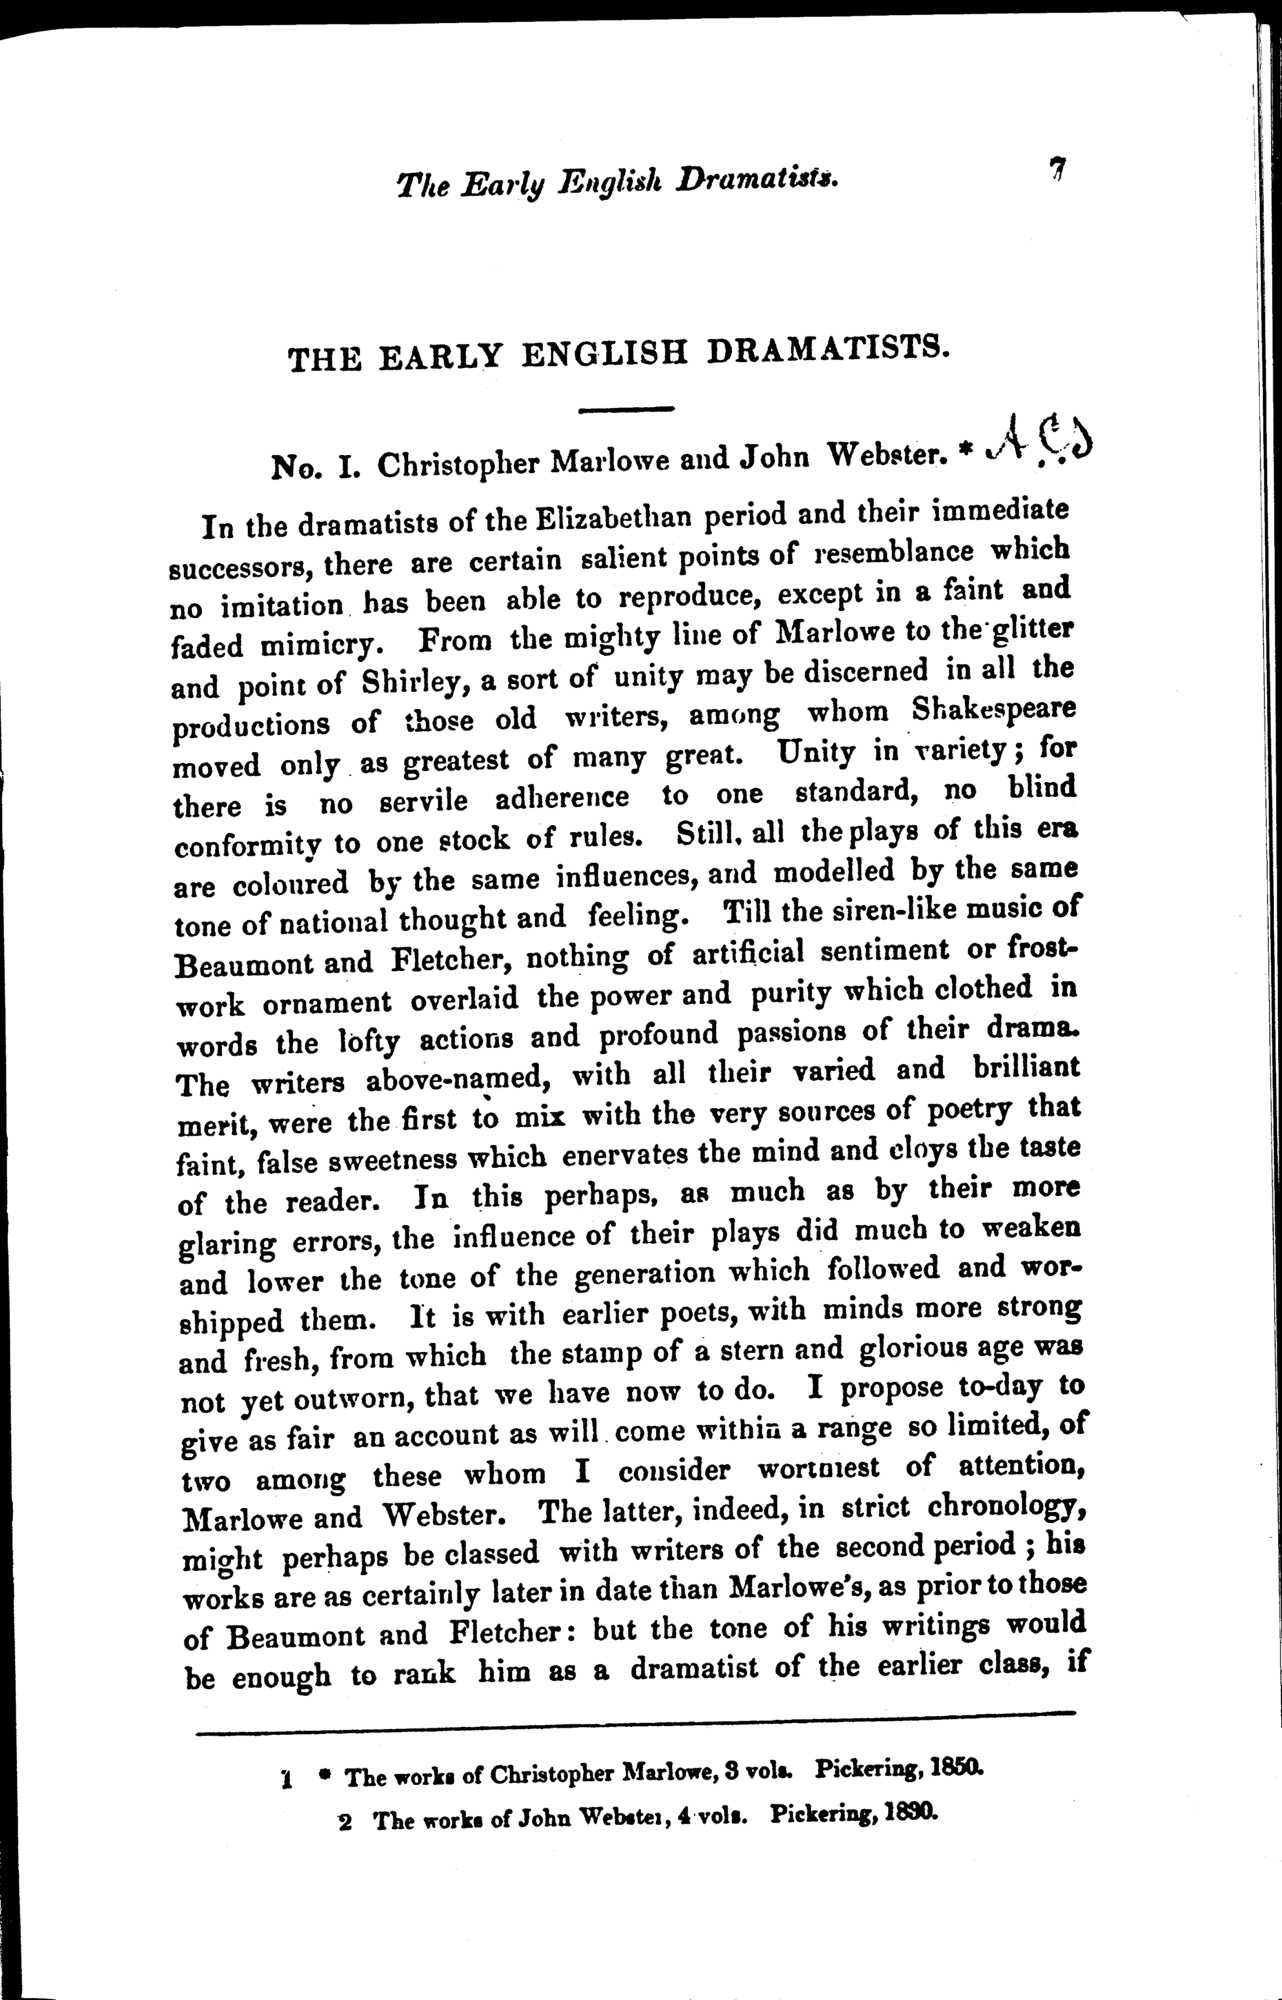 The Early English Dramatists. 7
THE EARLY ENGLISH DRAMATISTS.
No. I. Christopher Marlowe and John Webster. *
In the dramatists of the Elizabethan period and their immediate
successors, there are certain salient points of resemblance which
no imitation has been able to reproduce, except in a faint and
faded mimicry. From the mighty line of Marlowe to the glitter
and point of Shirley, a sort of unity may be discerned in all the
productions of those old writers, among whom Shakespeare
moved only as greatest of many great. Unity in variety; for
there is no servile adherence to one standard, no blind
conformity to one stock of rules. Still, all the plays of this era
are coloured by the same influences, and modelled by the same
tone of national thought and feeling. Till the siren-like music of
Beaumont and Fletcher, nothing of artificial sentiment or frost-
work ornament overlaid the power and purity which clothed in
words the lofty actions and profound passions of their drama.
The writers above-named, with all their varied and brilliant
merit, were the first to mix with the very sources of poetry that
faint, false sweetness which enervates the mind and cloys the taste
of the reader. In this perhaps, as much as by their more
glaring errors, the influence of their plays did much to weaken
and lower the tone of the generation which followed and wor-
shipped them. It is with earlier poets, with minds more strong
and fresh, from which the stamp of a stern and glorious age was
not yet outworn, that we have now to do. I propose to-day to
give as fair an account as will come within a range so limited, of
two among these whom I consider wortniest of attention,
Marlowe and Webster. The latter, indeed, in strict chronology,
might perhaps be classed with writers of the second period; his
works are as certainly later in date than Marlowe's, as prior to those
of Beaumont and Fletcher: but the tone of his writings would
be enough to rank him as a dramatist of the earlier class, if
1 * The works of Christopher Marlowe, 3 vols. Pickering, 1850.
2 The works of John Webster, 4 vols. Pickering, 1830.